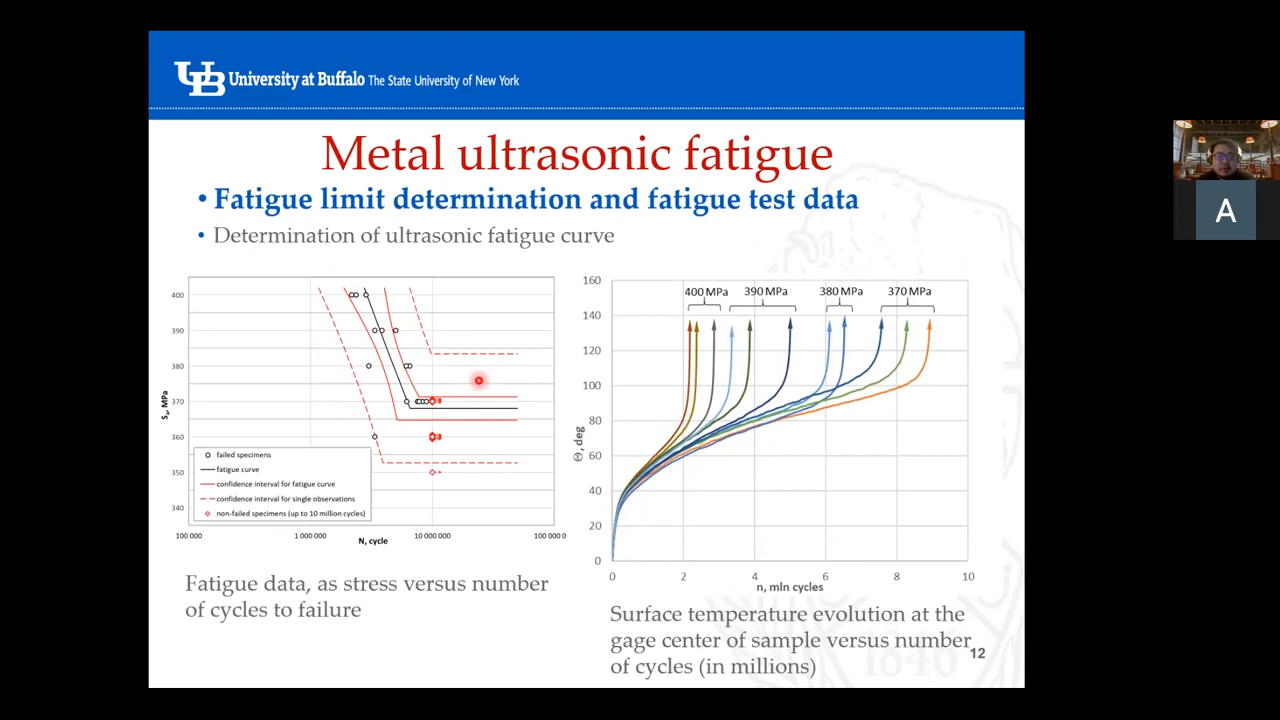 UB University at Buffalo The State University of New York
Metal ultrasonic fatigue
• Fatigue limit determination and fatigue test data
• Determination of ultrasonic fatigue curve
400
390
380
370
360
350
340
Sa, MPa
failed specimens
fatigue curve
confidence interval for fatigue curve
confidence interval for single observations
non-failed specimens (up to 10 million cycles)
100 000
1 000 000
10 000 000
100 000 0
N, cycle
Fatigue data, as stress versus number
of cycles to failure
160
140
120
100
80
60
40
20
0
Θ, deg
400 MPa
390 MPa
380 MPa
370 MPa
0
2
4
6
8
10
n, mln cycles
Surface temperature evolution at the
gage center of sample versus number
of cycles (in millions)
1846
12
A